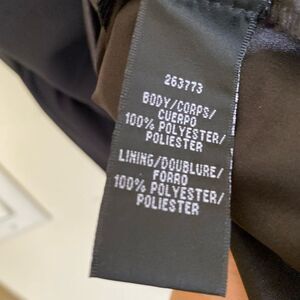 263773
BODY/CORPS/
CUERPO
100% POLYESTER/
POLIESTER
LINING/DOUBLURE/
FORRO
100% POLYESTER/
POLIESTER